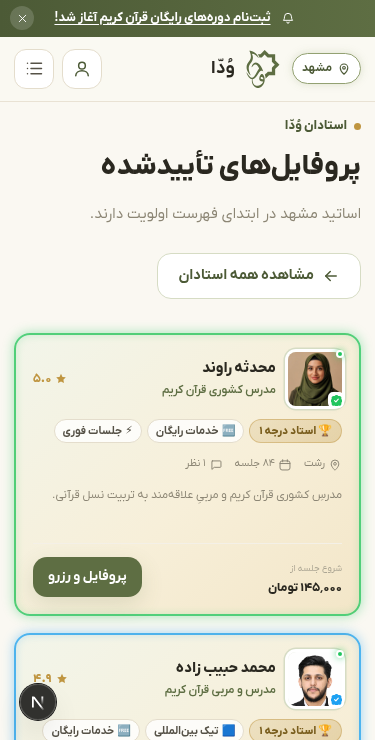 ثبت‌نام دوره‌های رایگان قرآن کریم آغاز شد!
مشهد
وُدّا
استادان وُدّا
پروفایل‌های تأییدشده
اساتید مشهد در ابتدای فهرست اولویت دارند.
مشاهده همه استادان
محدثه راوند
۵.۰
مدرس کشوری قرآن کریم
🏆 استاد درجه ۱
🆓 خدمات رایگان
⚡ جلسات فوری
رشت
۸۴ جلسه
۱ نظر
مدرس کشوری قرآن کریم و مربی علاقه‌مند به تربیت نسل قرآنی.
شروع جلسه از
۱۴۵٬۰۰۰ تومان
پروفایل و رزرو
محمد حبیب زاده
۴.۹
مدرس و مربی قرآن کریم
🏆 استاد درجه ۱
🟦 تیک بین‌المللی
🆓 خدمات رایگان
N